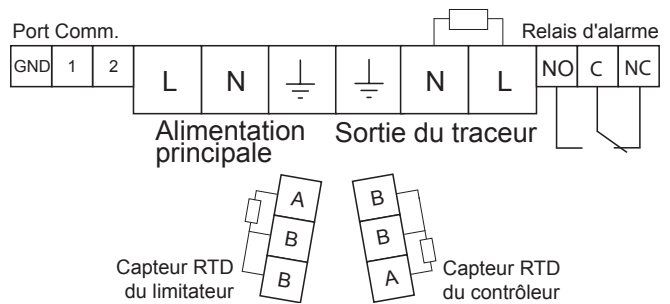 Port Comm.
Relais d'alarme
GND 1 2 L N N L NO C NC
Alimentation
principale
Sortie du traceur
A
B
B
B
B
A
Capteur RTD
du limitateur
Capteur RTD
du contrôleur